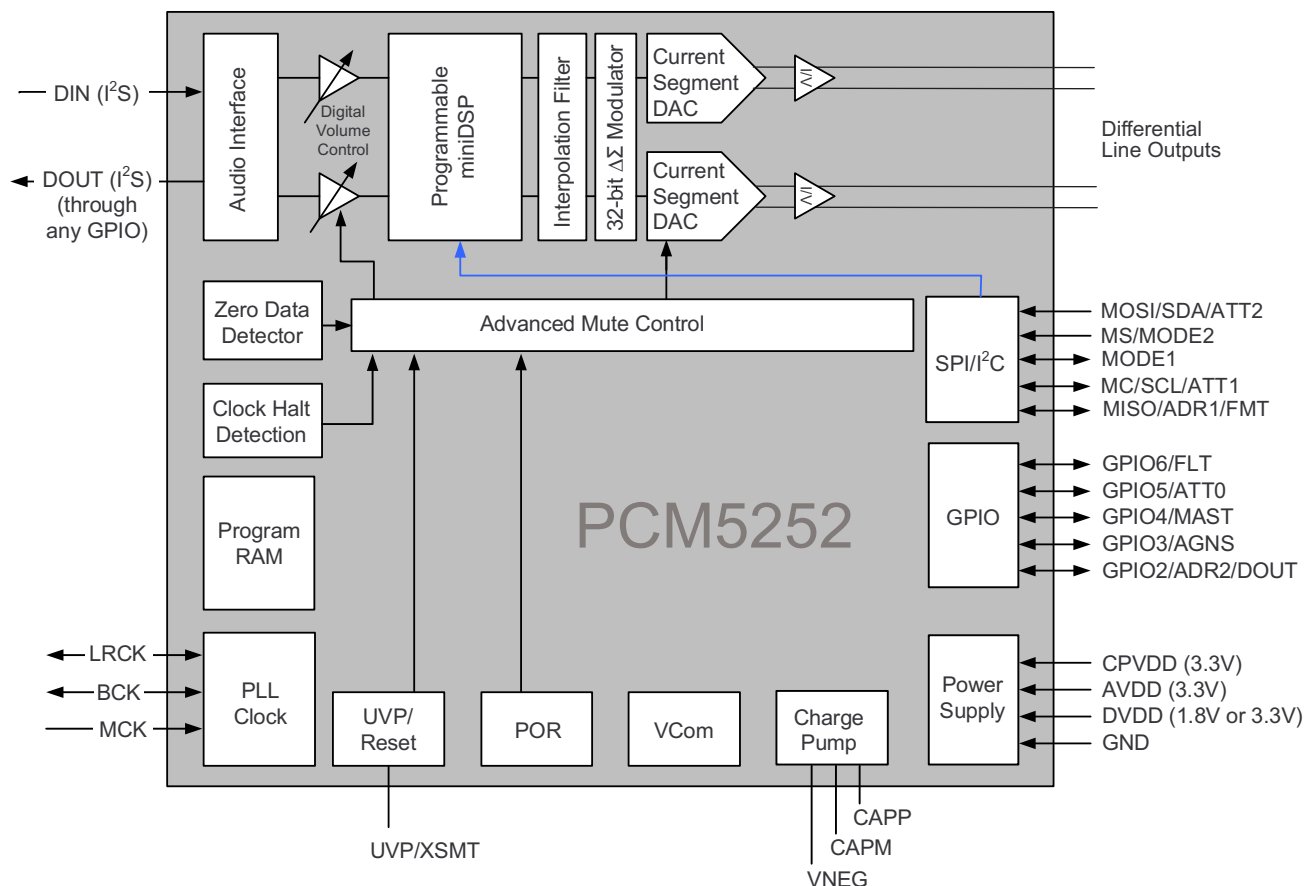 DIN (I²S)
DOUT (I²S)
(through
any GPIO)
Audio Interface
Digital
Volume
Control
Programmable
miniDSP
Interpolation Filter
32-bit ΔΣ Modulator
Current
Segment
DAC
I/V
Current
Segment
DAC
I/V
Differential
Line Outputs
Zero Data
Detector
Advanced Mute Control
Clock Halt
Detection
SPI/I²C
MOSI/SDA/ATT2
MS/MODE2
MODE1
MC/SCL/ATT1
MISO/ADR1/FMT
Program
RAM
PCM5252
GPIO
GPIO6/FLT
GPIO5/ATT0
GPIO4/MAST
GPIO3/AGNS
GPIO2/ADR2/DOUT
LRCK
BCK
MCK
PLL
Clock
UVP/
Reset
POR
VCom
Charge
Pump
Power
Supply
CPVDD (3.3V)
AVDD (3.3V)
DVDD (1.8V or 3.3V)
GND
UVP/XSMT
CAPP
CAPM
VNEG